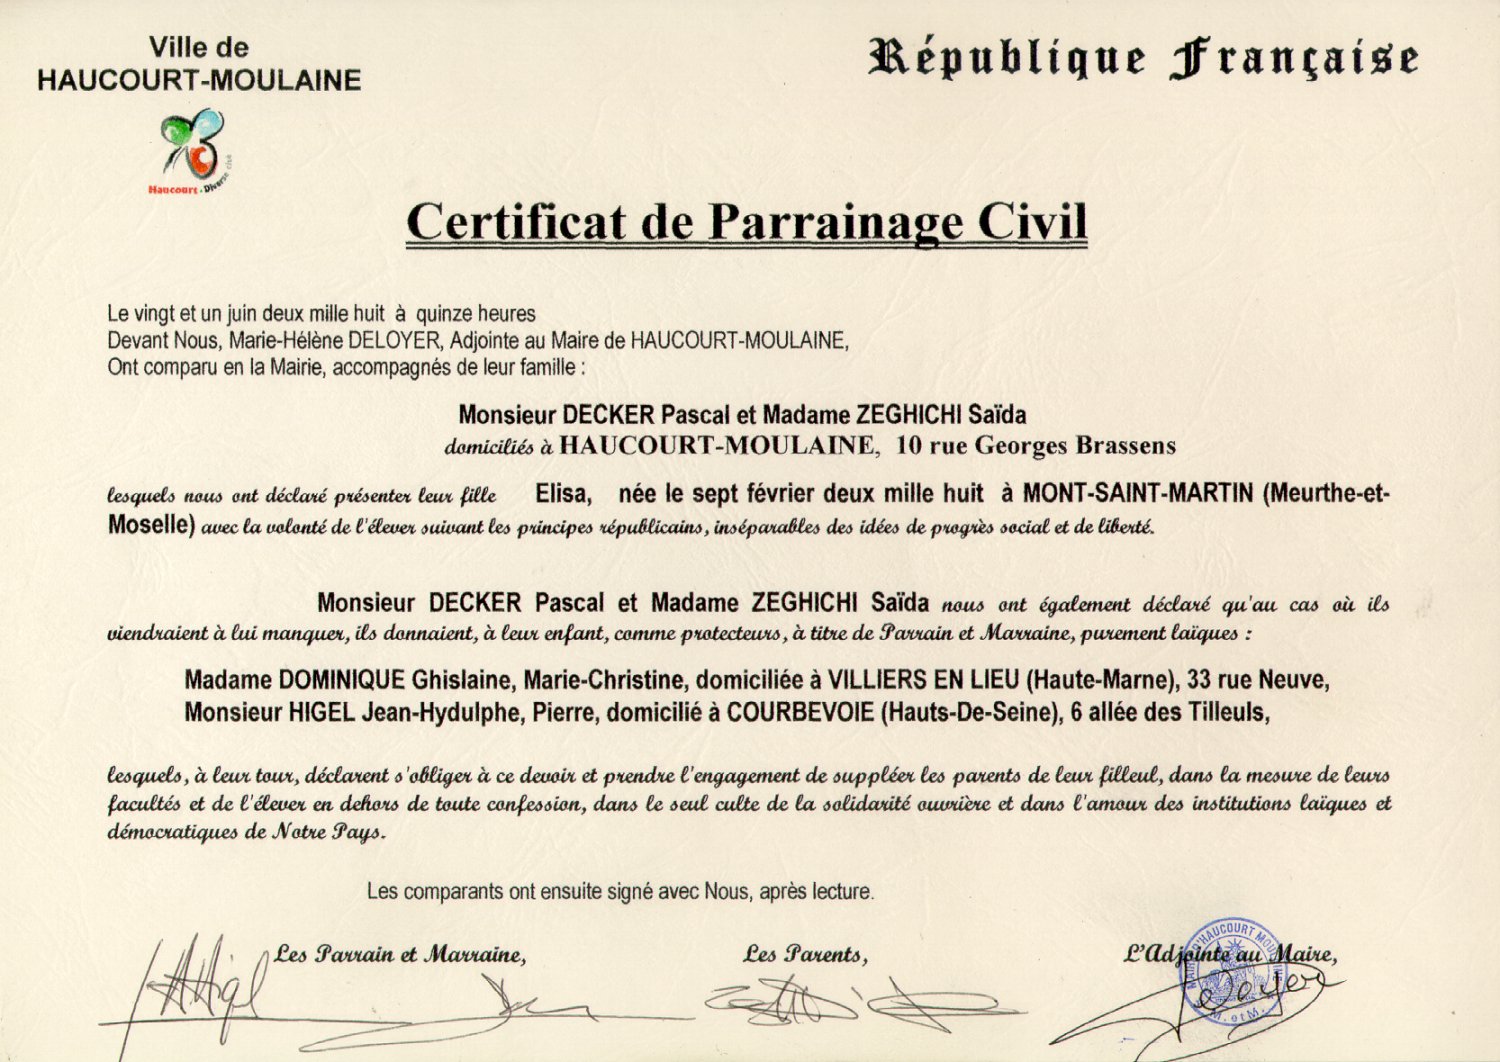 Ville de
HAUCOURT-MOULAINE
République Française
Haucourt - Diverse cité
Certificat de Parrainage Civil
Le vingt et un juin deux mille huit à quinze heures
Devant Nous, Marie-Hélène DELOYER, Adjointe au Maire de HAUCOURT-MOULAINE,
Ont comparu en la Mairie, accompagnés de leur famille :
Monsieur DECKER Pascal et Madame ZEGHICHI Saïda
domiciliés à HAUCOURT-MOULAINE, 10 rue Georges Brassens
lesquels nous ont déclaré présenter leur fille Elisa, née le sept février deux mille huit à MONT-SAINT-MARTIN (Meurthe-et-
Moselle) avec la volonté de l'élever suivant les principes républicains, inséparables des idées de progrès social et de liberté.
Monsieur DECKER Pascal et Madame ZEGHICHI Saïda nous ont également déclaré qu'au cas où ils
viendraient à lui manquer, ils donnaient, à leur enfant, comme protecteurs, à titre de Parrain et Marraine, purement laïques :
Madame DOMINIQUE Ghislaine, Marie-Christine, domiciliée à VILLIERS EN LIEU (Haute-Marne), 33 rue Neuve,
Monsieur HIGEL Jean-Hydulphe, Pierre, domicilié à COURBEVOIE (Hauts-De-Seine), 6 allée des Tilleuls,
lesquels, à leur tour, déclarent s'obliger à ce devoir et prendre l'engagement de suppléer les parents de leur filleul, dans la mesure de leurs
facultés et de l'élever en dehors de toute confession, dans le seul culte de la solidarité ouvrière et dans l'amour des institutions laïques et
démocratiques de Notre Pays.
Les comparants ont ensuite signé avec Nous, après lecture.
Les Parrain et Marraine, Les Parents, L'Adjointe au Maire,
HHigel
Deloyer
M. et M.